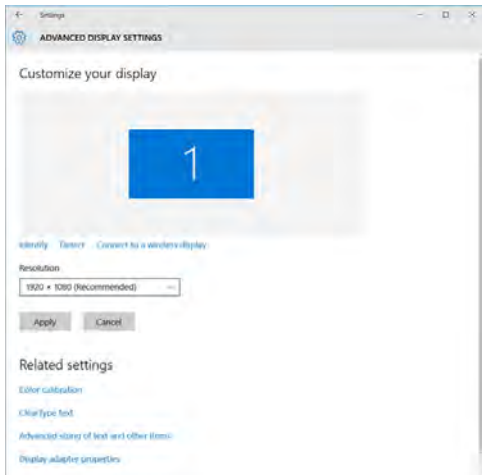 Settings
ADVANCED DISPLAY SETTINGS
Customize your display
1
Identify Detect Connect to a wireless display
Resolution
1920 × 1080 (Recommended)
Apply Cancel
Related settings
Color calibration
ClearType text
Advanced sizing of text and other items
Display adapter properties